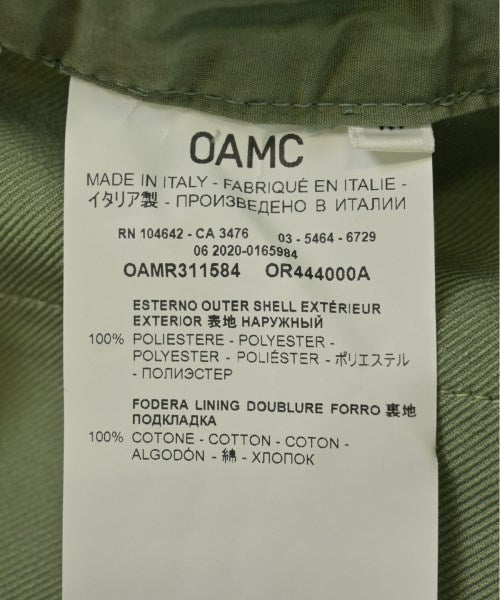 OAMC
MADE IN ITALY - FABRIQUÉ EN ITALIE -
イタリア製 - ПРОИЗВЕДЕНО В ИТАЛИИ
RN 104642 - CA 3476 03 - 5464 - 6729
06 2020-0165984
OAMR311584 OR444000A
ESTERNO OUTER SHELL EXTÉRIEUR
EXTERIOR 表地 НАРУЖНЫЙ
100% POLIESTERE - POLYESTER -
POLYESTER - POLIÉSTER - ポリエステル
- ПОЛИЭСТЕР
FODERA LINING DOUBLURE FORRO 裏地
ПОДКЛАДКА
100% COTONE - COTTON - COTON -
ALGODÓN - 綿 - ХЛОПОК